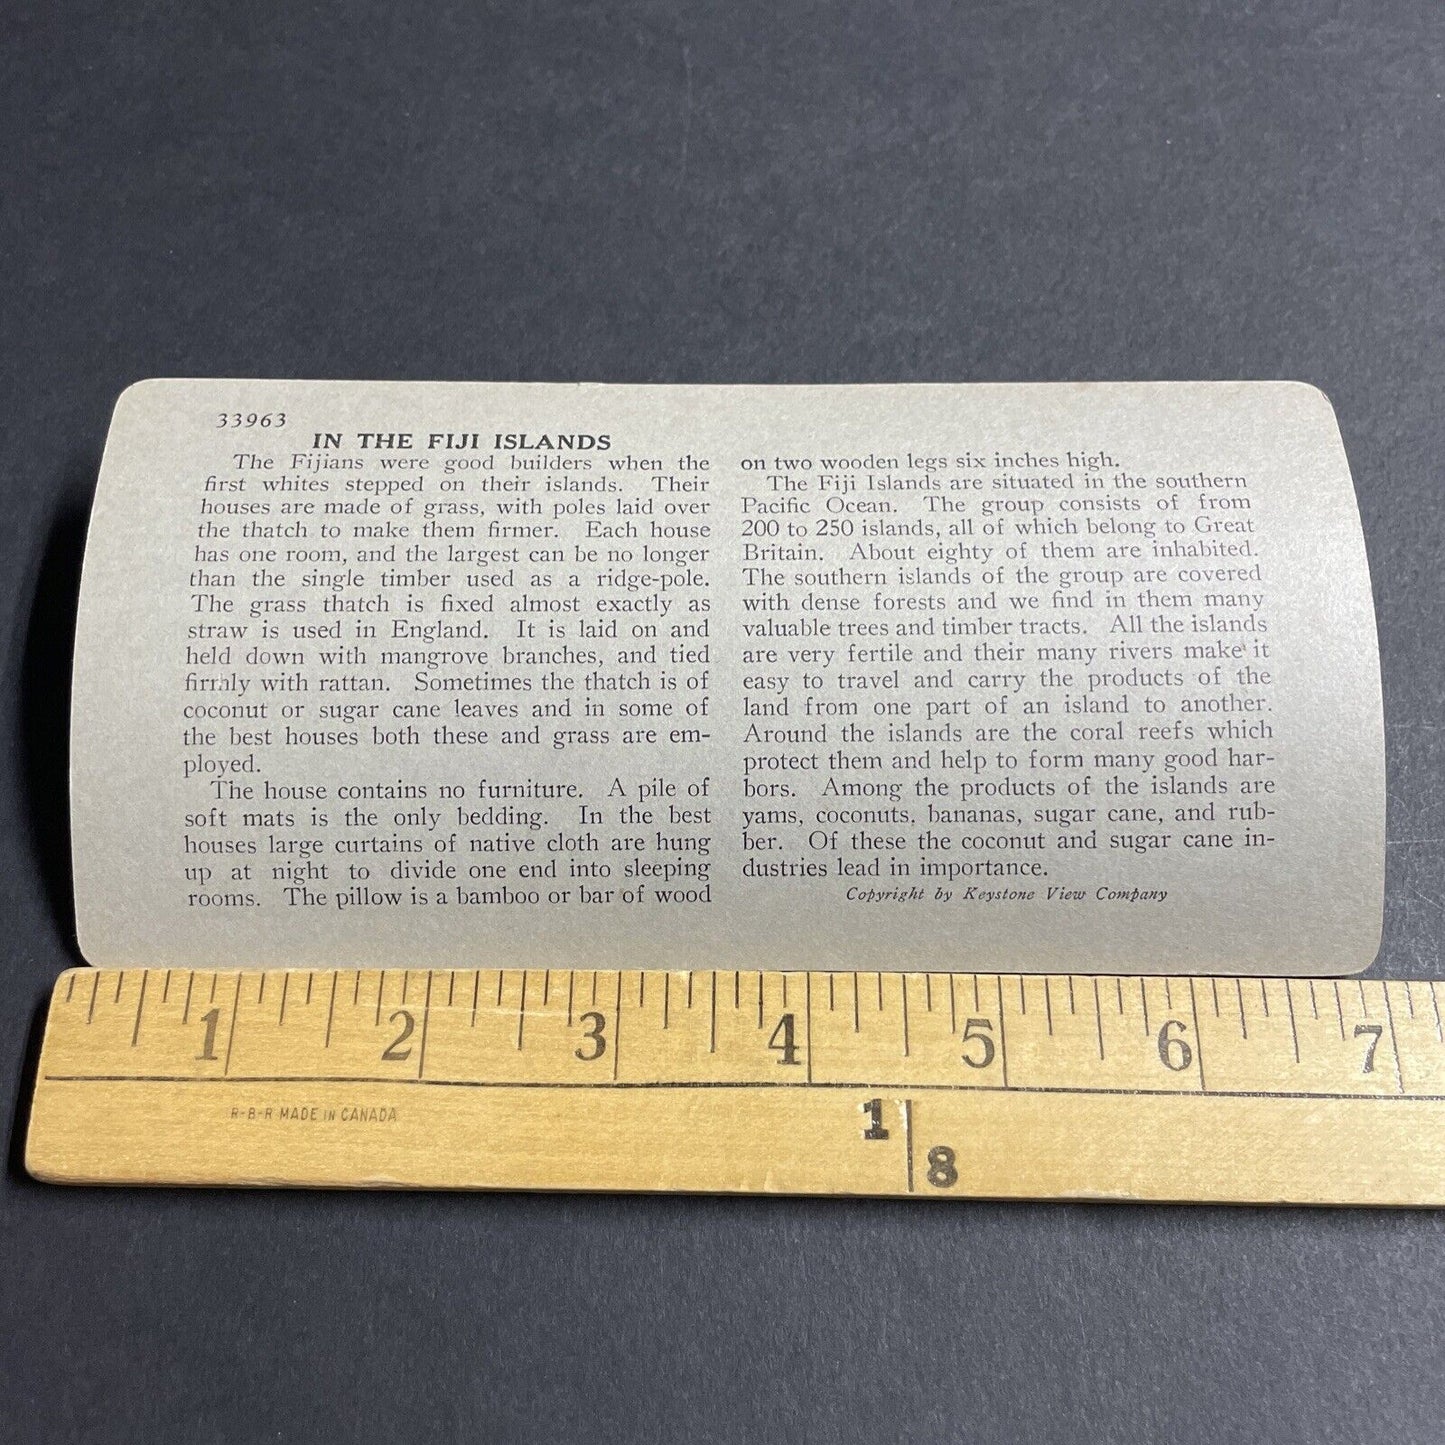 33963
IN THE FIJI ISLANDS
The Fijians were good builders when the
first whites stepped on their islands. Their
houses are made of grass, with poles laid over
the thatch to make them firmer. Each house
has one room, and the largest can be no longer
than the single timber used as a ridge-pole.
The grass thatch is fixed almost exactly as
straw is used in England. It is laid on and
held down with mangrove branches, and tied
firmly with rattan. Sometimes the thatch is of
coconut or sugar cane leaves and in some of
the best houses both these and grass are em-
ployed.
The house contains no furniture. A pile of
soft mats is the only bedding. In the best
houses large curtains of native cloth are hung
up at night to divide one end into sleeping
rooms. The pillow is a bamboo or bar of wood
on two wooden legs six inches high.
The Fiji Islands are situated in the southern
Pacific Ocean. The group consists of from
200 to 250 islands, all of which belong to Great
Britain. About eighty of them are inhabited.
The southern islands of the group are covered
with dense forests and we find in them many
valuable trees and timber tracts. All the islands
are very fertile and their many rivers make it
easy to travel and carry the products of the
land from one part of an island to another.
Around the islands are the coral reefs which
protect them and help to form many good har-
bors. Among the products of the islands are
yams, coconuts, bananas, sugar cane, and rub-
ber. Of these the coconut and sugar cane in-
dustries lead in importance.
Copyright by Keystone View Company
1 2 3 4 5 6 7
R-B-R MADE IN CANADA
1
8